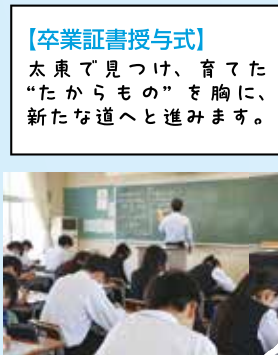 【卒業証書授与式】
太東で見つけ、育てた
“たからもの”を胸に、
新たな道へと進みます。